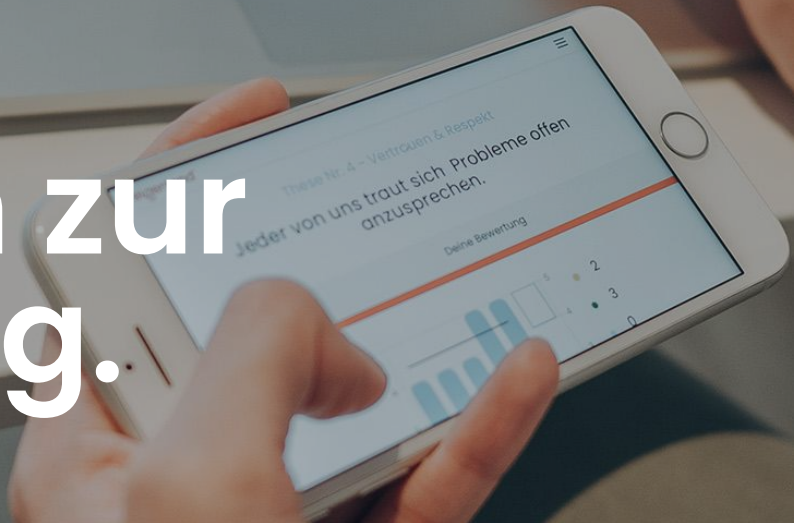 zur
g.
These Nr. 4 – Vertrauen & Respekt
Jeder von uns traut sich Probleme offen
anzusprechen.
Deine Bewertung
5
2
4
3
0